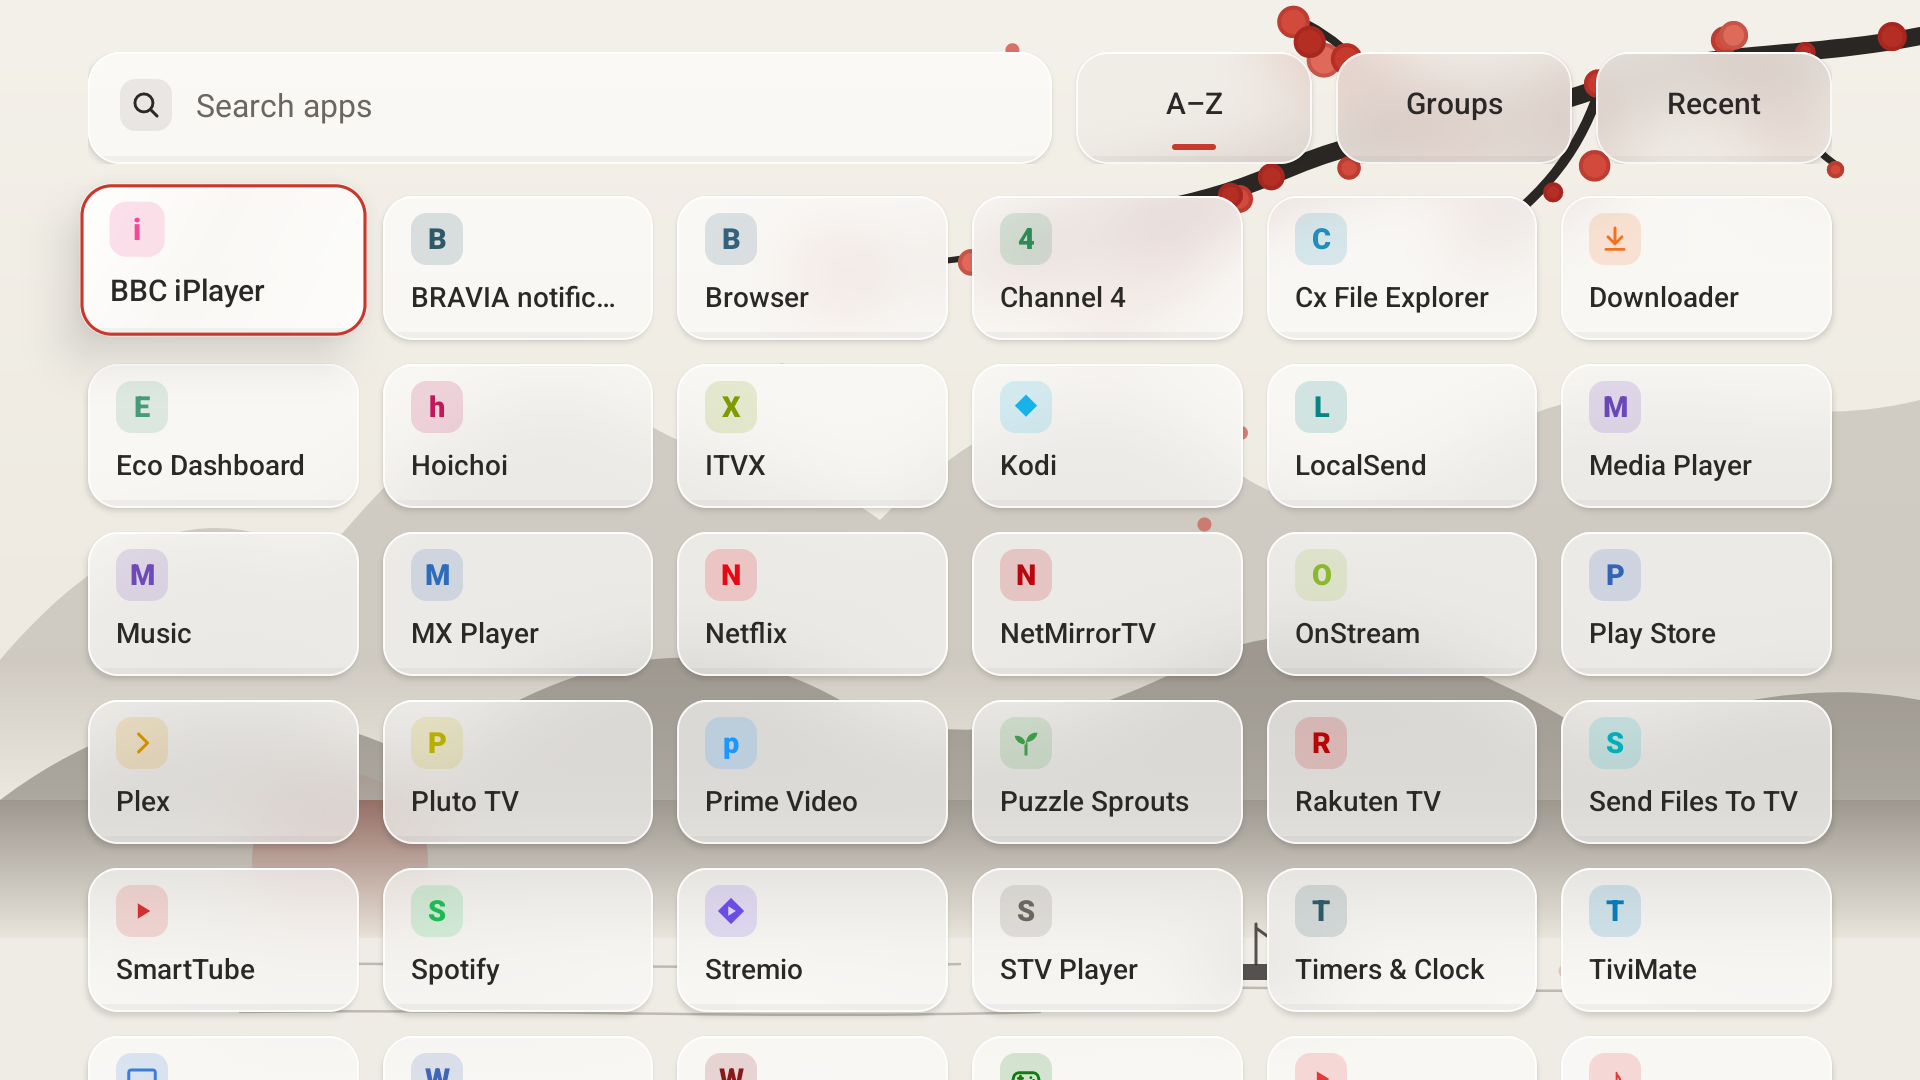 Search apps
A–Z
Groups
Recent
i
BBC iPlayer
B
BRAVIA notific...
B
Browser
4
Channel 4
C
Cx File Explorer
Downloader
E
Eco Dashboard
h
Hoichoi
X
ITVX
Kodi
L
LocalSend
M
Media Player
M
Music
M
MX Player
N
Netflix
N
NetMirrorTV
O
OnStream
P
Play Store
Plex
P
Pluto TV
p
Prime Video
Puzzle Sprouts
R
Rakuten TV
S
Send Files To TV
SmartTube
S
Spotify
Stremio
S
STV Player
T
Timers & Clock
T
TiviMate
W
W